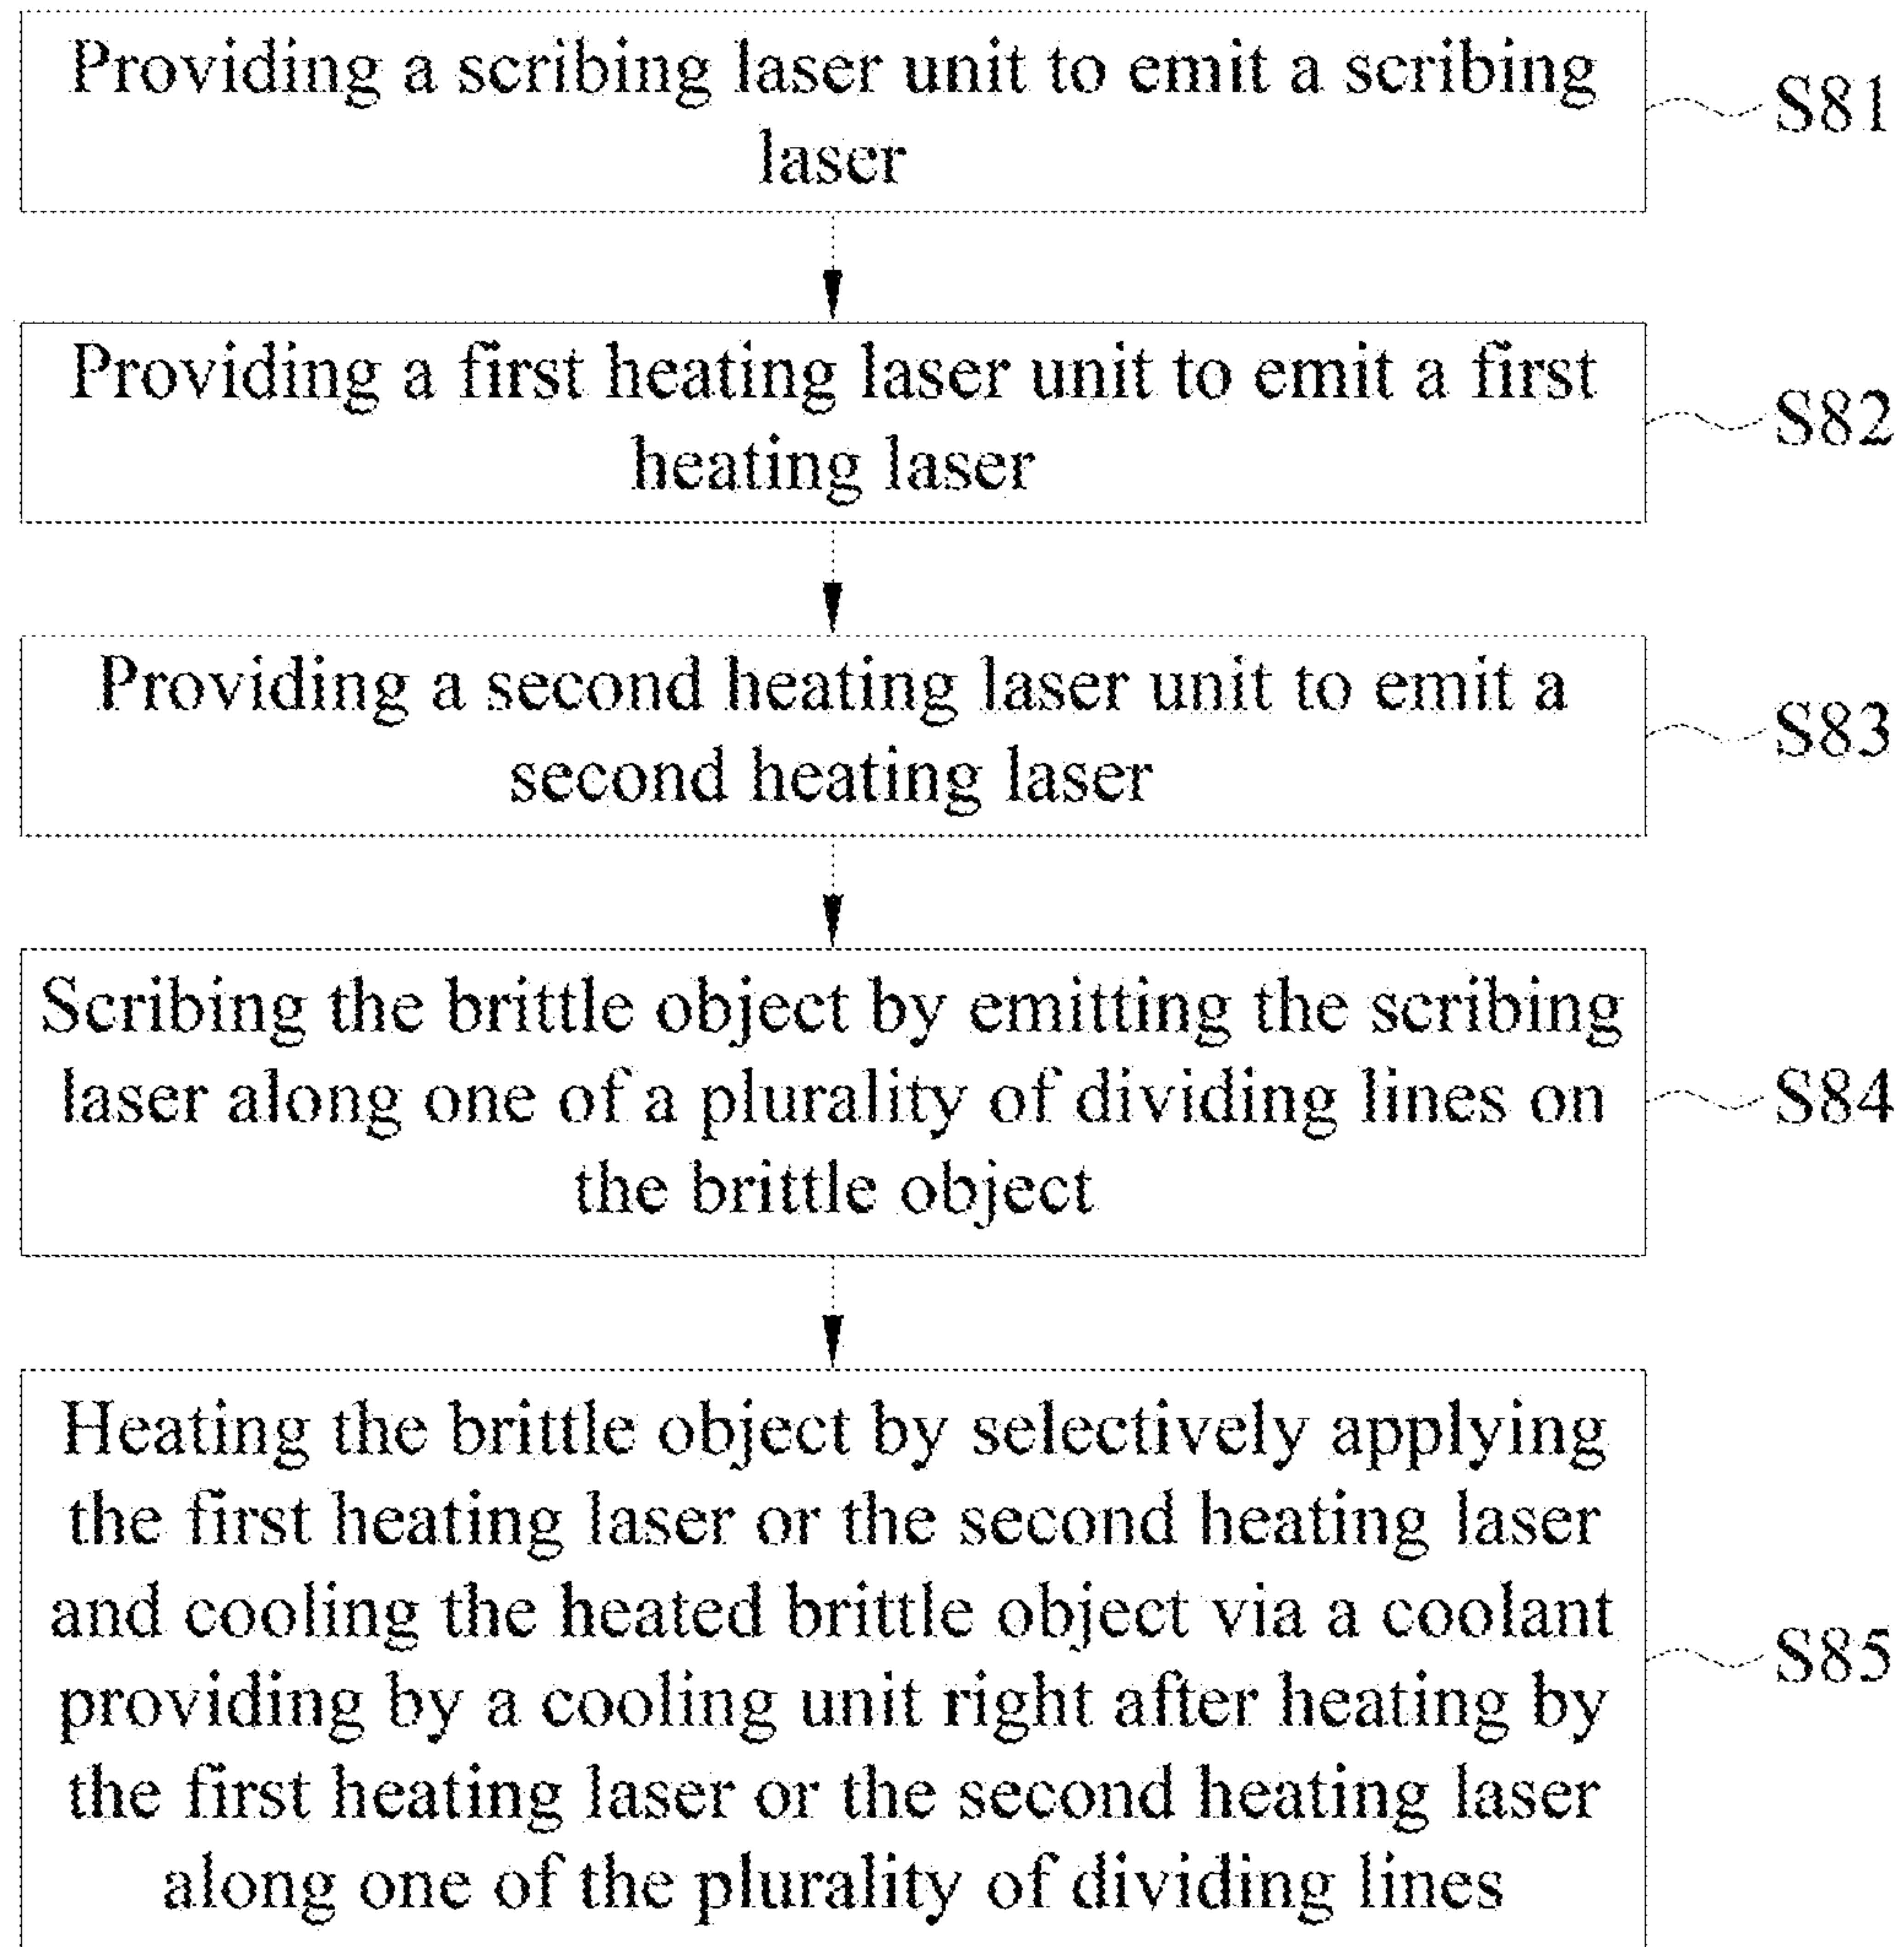 Providing a scribing laser unit to emit a scribing
laser
S81
Providing a first heating laser unit to emit a first
heating laser
S82
Providing a second heating laser unit to emit a
second heating laser
S83
Scribing the brittle object by emitting the scribing
laser along one of a plurality of dividing lines on
the brittle object
S84
Heating the brittle object by selectively applying
the first heating laser or the second heating laser
and cooling the heated brittle object via a coolant
providing by a cooling unit right after heating by
the first heating laser or the second heating laser
along one of the plurality of dividing lines
S85